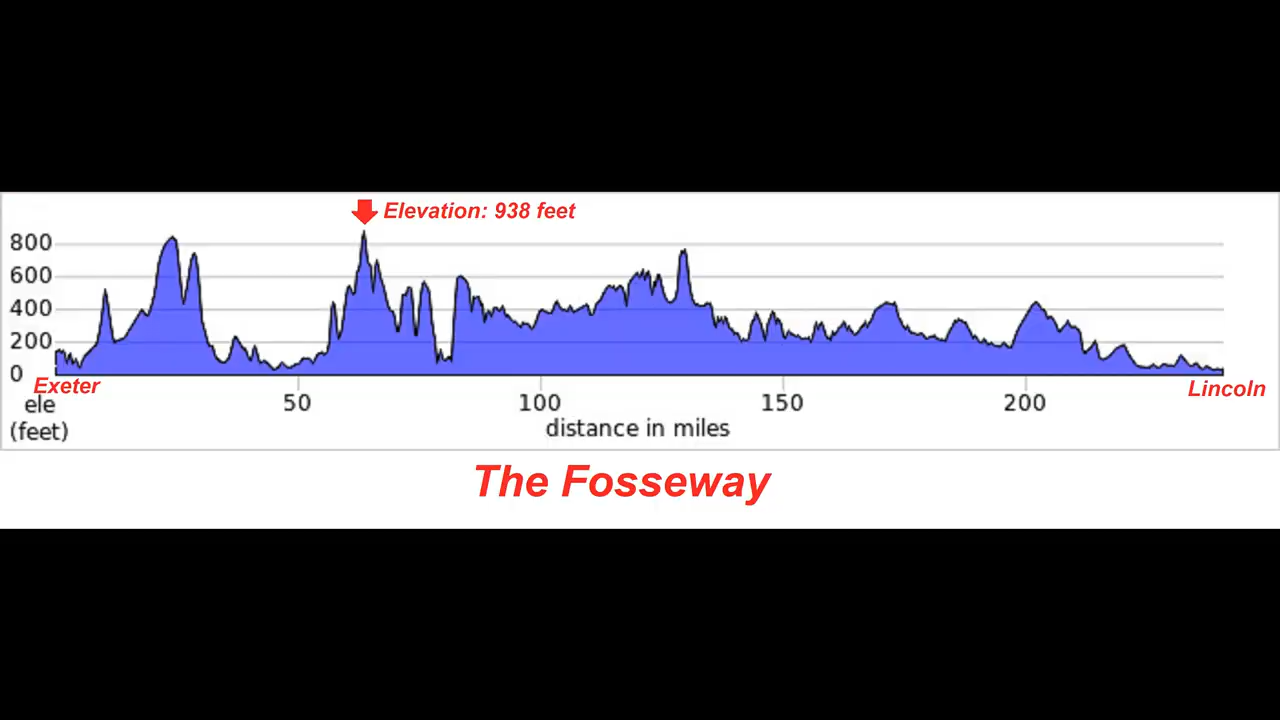 Elevation: 938 feet
800
600
400
200
0
Exeter
Lincoln
ele
(feet)
50 100 150 200
distance in miles
The Fosseway